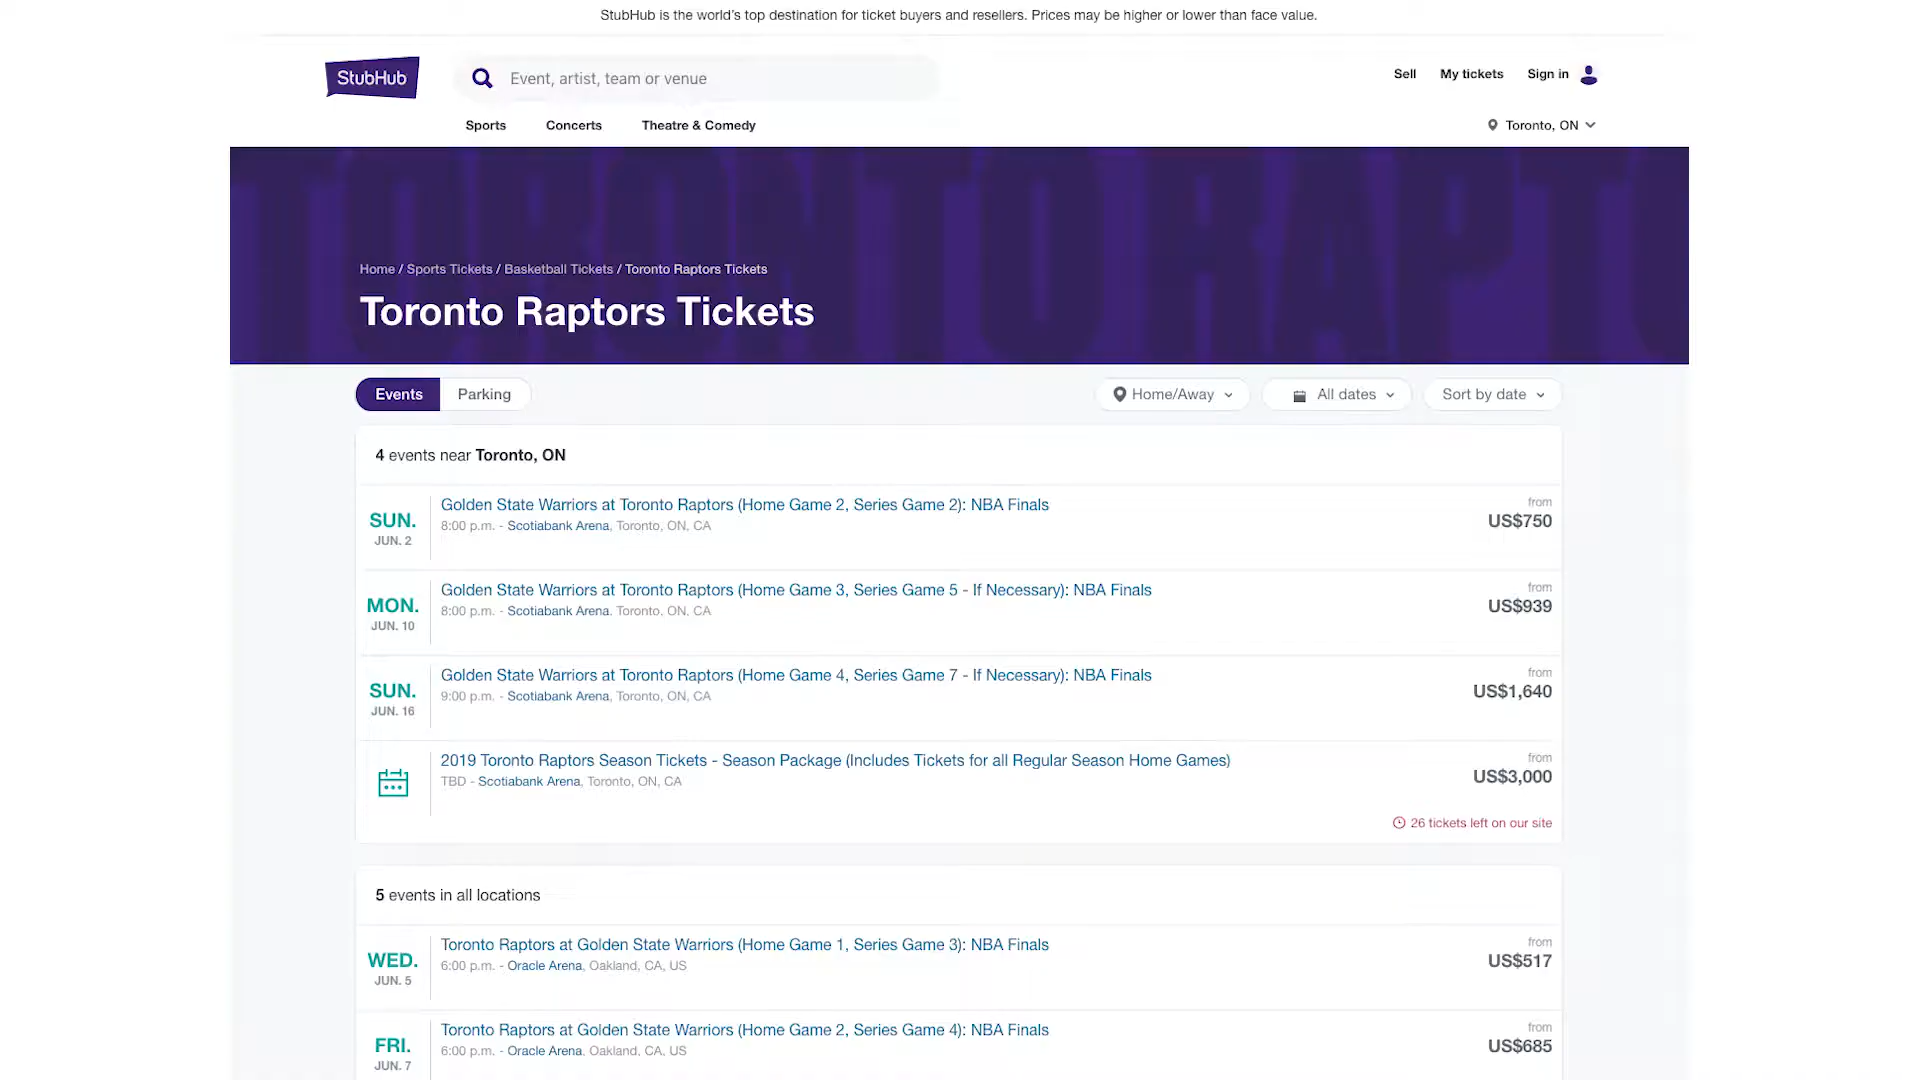 StubHub is the world's top destination for ticket buyers and resellers. Prices may be higher or lower than face value.
StubHub
Event, artist, team or venue
Sell
My tickets
Sign in
Sports
Concerts
Theatre & Comedy
Toronto, ON
TORONTO RAPTO
Home / Sports Tickets / Basketball Tickets / Toronto Raptors Tickets
Toronto Raptors Tickets
Events
Parking
Home/Away
All dates
Sort by date
4 events near Toronto, ON
SUN.
JUN. 2
Golden State Warriors at Toronto Raptors (Home Game 2, Series Game 2): NBA Finals
8:00 p.m. - Scotiabank Arena, Toronto, ON, CA
from
US$750
MON.
JUN. 10
Golden State Warriors at Toronto Raptors (Home Game 3, Series Game 5 - If Necessary): NBA Finals
8:00 p.m. - Scotiabank Arena, Toronto, ON, CA
from
US$939
SUN.
JUN. 16
Golden State Warriors at Toronto Raptors (Home Game 4, Series Game 7 - If Necessary): NBA Finals
9:00 p.m. - Scotiabank Arena, Toronto, ON, CA
from
US$1,640
2019 Toronto Raptors Season Tickets - Season Package (Includes Tickets for all Regular Season Home Games)
TBD - Scotiabank Arena, Toronto, ON, CA
from
US$3,000
26 tickets left on our site
5 events in all locations
WED.
JUN. 5
Toronto Raptors at Golden State Warriors (Home Game 1, Series Game 3): NBA Finals
6:00 p.m. - Oracle Arena, Oakland, CA, US
from
US$517
FRI.
JUN. 7
Toronto Raptors at Golden State Warriors (Home Game 2, Series Game 4): NBA Finals
6:00 p.m. - Oracle Arena, Oakland, CA, US
from
US$685